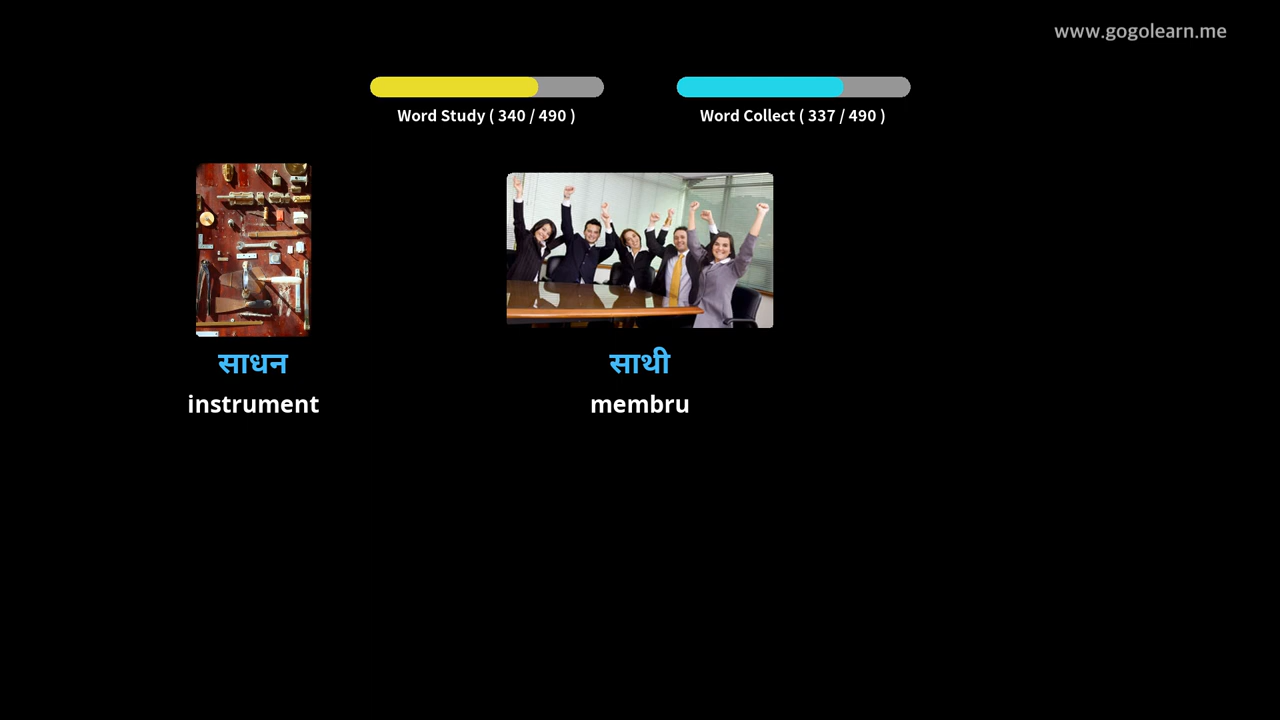 www.gogolearn.me
Word Study ( 340 / 490 )
Word Collect ( 337 / 490 )
साधन
instrument
साथी
membru